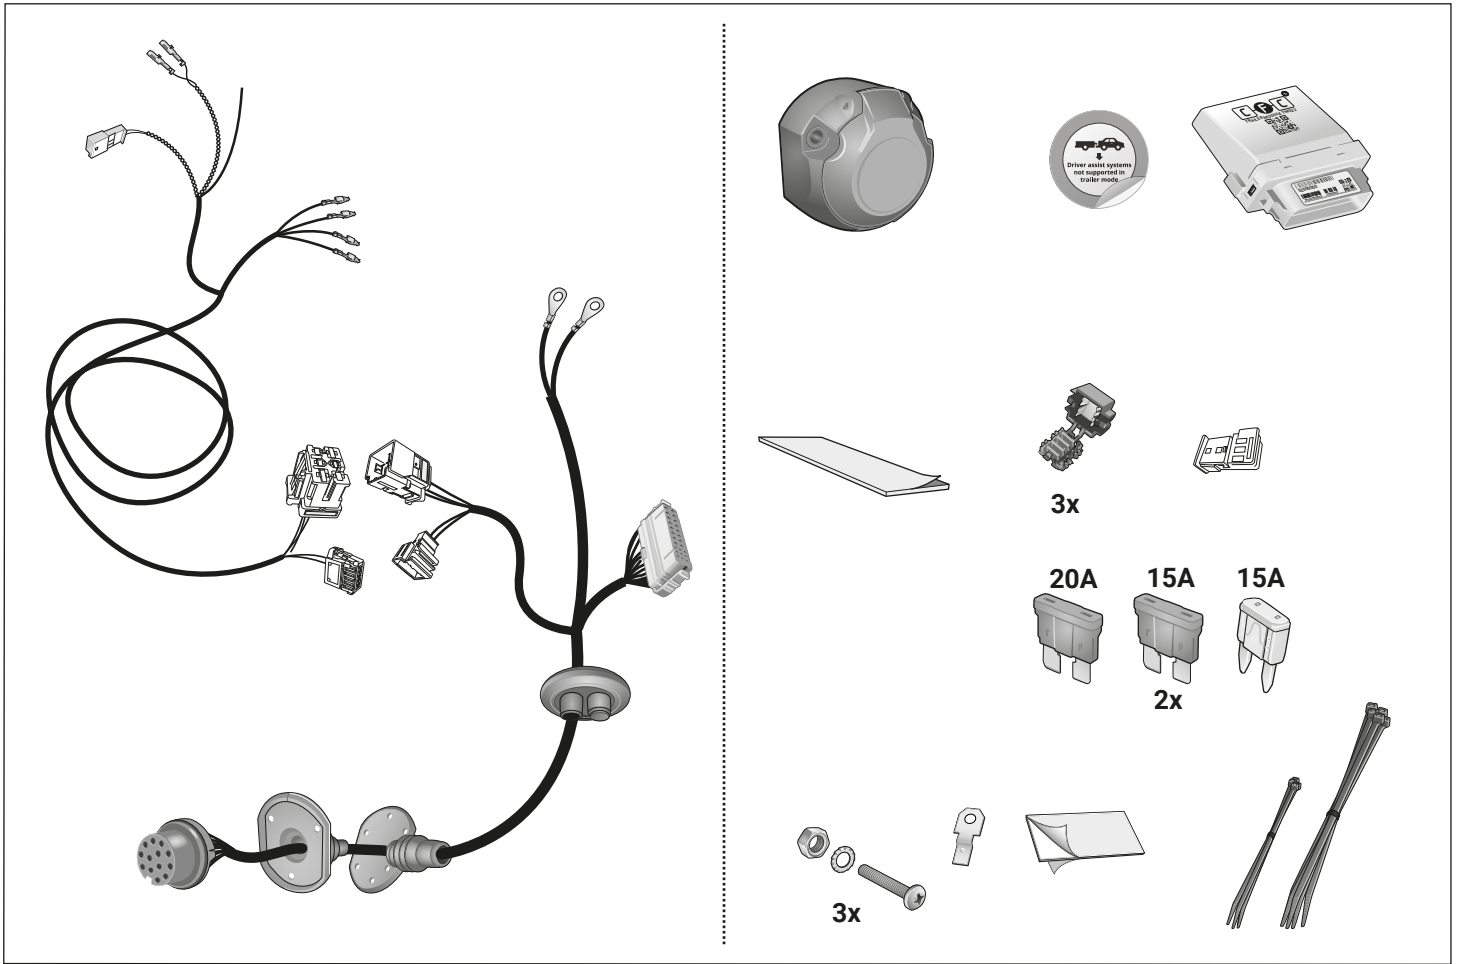 C F C
Driver assist systems
not supported in
trailer mode
3x
20A
15A
15A
2x
3x